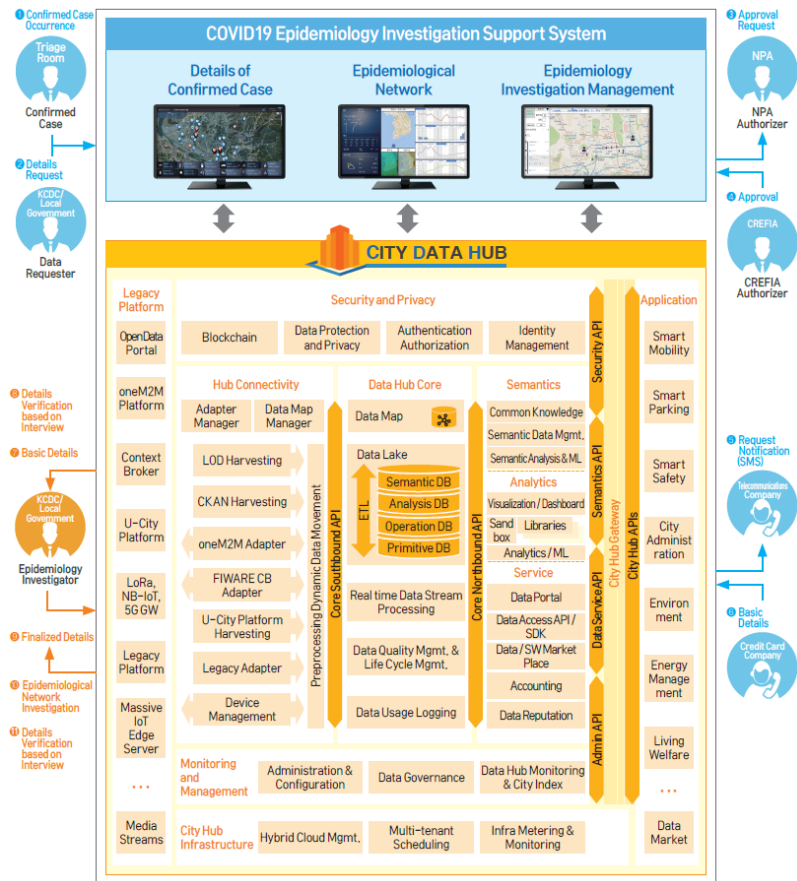 ❶ Confirmed Case
Occurrence
Triage
Room
Confirmed
Case
❷ Details
Request
KCDC/
Local
Government
Data
Requester
COVID19 Epidemiology Investigation Support System
Details of
Confirmed Case
Epidemiological
Network
Epidemiology
Investigation Management
❸ Approval
Request
NPA
NPA
Authorizer
❹ Approval
CREFIA
CREFIA
Authorizer
CITY DATA HUB
Legacy
Platform
OpenData
Portal
oneM2M
Platform
Context
Broker
U-City
Platform
LoRa,
NB-IoT,
5G GW
Legacy
Platform
Massive
IoT
Edge
Server
...
Media
Streams
Security and Privacy
Blockchain
Data Protection
and Privacy
Authentication
Authorization
Identity
Management
Hub Connectivity
Adapter
Manager
Data Map
Manager
LOD Harvesting
CKAN Harvesting
oneM2M Adapter
FIWARE CB
Adapter
U-City Platform
Harvesting
Legacy Adapter
Device
Management
Preprocessing Dynamic Data Movement
Core Southbound API
Data Hub Core
Data Map
Data Lake
ETL
Semantic DB
Analysis DB
Operation DB
Primitive DB
Real time Data Stream
Processing
Data Quality Mgmt. &
Life Cycle Mgmt.
Data Usage Logging
Core Northbound API
Semantics
Common Knowledge
Semantic Data Mgmt.
Semantic Analysis & ML
Analytics
Visualization / Dashboard
Sand
box
Libraries
Analytics / ML
Service
Data Portal
Data Access API /
SDK
Data / SW Market
Place
Accounting
Data Reputation
Security API
Semantics API
Data Service API
Admin API
City Hub Gateway
City Hub APIs
Monitoring
and
Management
Administration &
Configuration
Data Governance
Data Hub Monitoring
& City Index
City Hub
Infrastructure
Hybrid Cloud Mgmt.
Multi-tenant
Scheduling
Infra Metering &
Monitoring
Application
Smart
Mobility
Smart
Parking
Smart
Safety
City
Administ
ration
Environ
ment
Energy
Manage
ment
Living
Welfare
...
Data
Market
❺ Request
Notification
(SMS)
Telecommunications
Company
❻ Basic
Details
Credit Card
Company
❽ Details
Verification
based on
Interview
❼ Basic Details
KCDC/
Local
Government
Epidemiology
Investigator
❾ Finalized Details
❿ Epidemiological
Network
Investigation
⓫ Details
Verification
based on
Interview